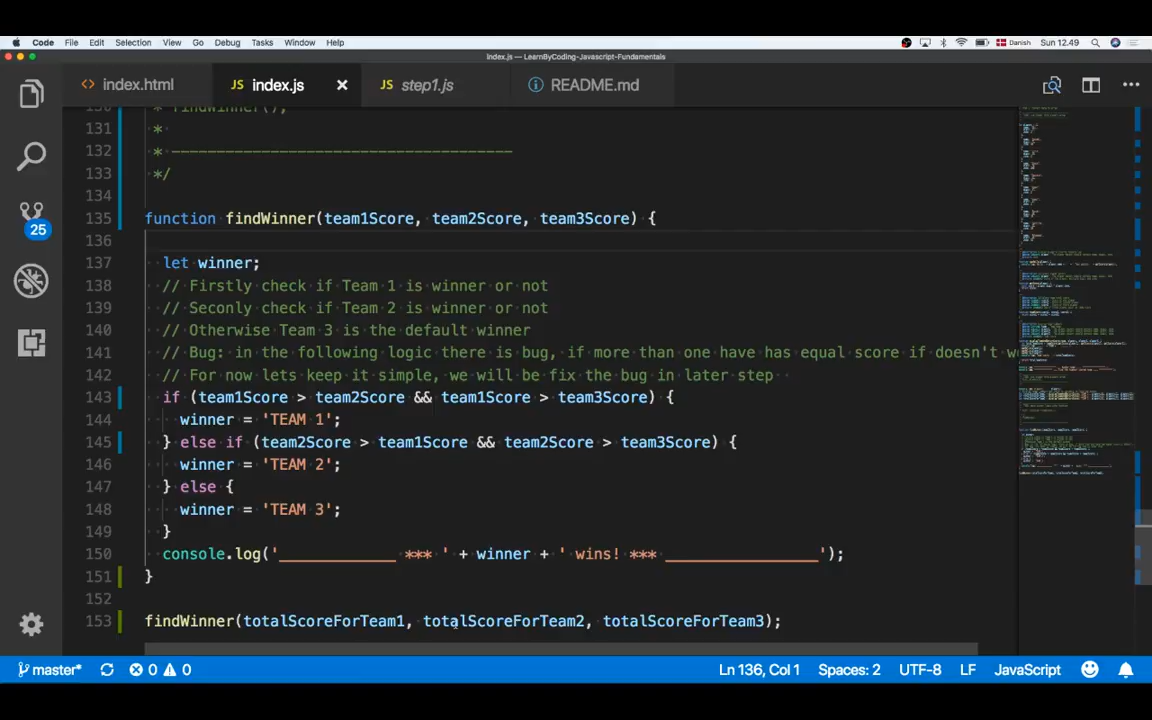 Code File Edit Selection View Go Debug Tasks Window Help Danish Sun 12.49
index.js — LearnByCoding-Javascript-Fundamentals
<> index.html JS index.js × JS step1.js README.md ...
* findWinner();
131 *
132 * --------------------------------------
133 */
134
135 function findWinner(team1Score, team2Score, team3Score) {
136
137 let winner;
138 // Firstly check if Team 1 is winner or not
139 // Seconly check if Team 2 is winner or not
140 // Otherwise Team 3 is the default winner
141 // Bug: in the following logic there is bug, if more than one have has equal score if doesn't w
142 // For now lets keep it simple, we will be fix the bug in later step
143 if (team1Score > team2Score && team1Score > team3Score) {
144 winner = 'TEAM 1';
145 } else if (team2Score > team1Score && team2Score > team3Score) {
146 winner = 'TEAM 2';
147 } else {
148 winner = 'TEAM 3';
149 }
150 console.log('_____________ *** ' + winner + ' wins! *** _________________');
151 }
152
153 findWinner(totalScoreForTeam1, totalScoreForTeam2, totalScoreForTeam3);
25
master* 0 0 Ln 136, Col 1 Spaces: 2 UTF-8 LF JavaScript